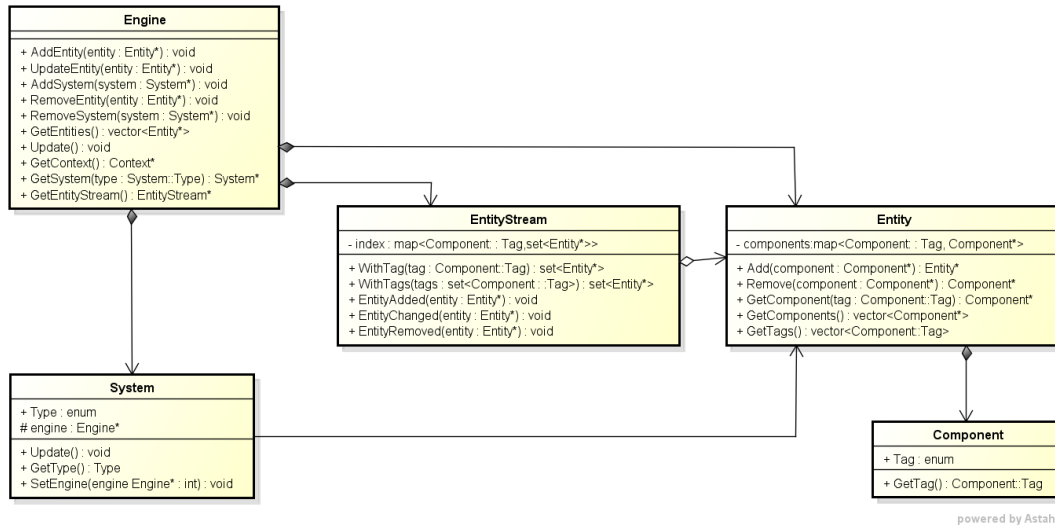 Engine
+ AddEntity(entity : Entity*) : void
+ UpdateEntity(entity : Entity*) : void
+ AddSystem(system : System*) : void
+ RemoveEntity(entity : Entity*) : void
+ RemoveSystem(system : System*) : void
+ GetEntities() : vector<Entity*>
+ Update() : void
+ GetContext() : Context*
+ GetSystem(type : System::Type) : System*
+ GetEntityStream() : EntityStream*
EntityStream
- index : map<Component: : Tag,set<Entity*>>
+ WithTag(tag : Component::Tag) : set<Entity*>
+ WithTags(tags : set<Component : :Tag>) : set<Entity*>
+ EntityAdded(entity : Entity*) : void
+ EntityChanged(entity : Entity*) : void
+ EntityRemoved(entity : Entity*) : void
Entity
- components:map<Component: : Tag, Component*>
+ Add(component : Component*) : Entity*
+ Remove(component : Component*) : Component*
+ GetComponent(tag : Component::Tag) : Component*
+ GetComponents() : vector<Component*>
+ GetTags() : vector<Component::Tag>
System
+ Type : enum
# engine : Engine*
+ Update() : void
+ GetType() : Type
+ SetEngine(engine Engine* : int) : void
Component
+ Tag : enum
+ GetTag() : Component::Tag
powered by Astah